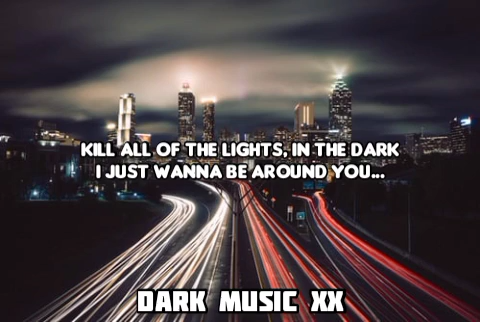 KILL ALL OF THE LIGHTS, IN THE DARK
I JUST WANNA BE AROUND YOU...
DARK MUSIC XX